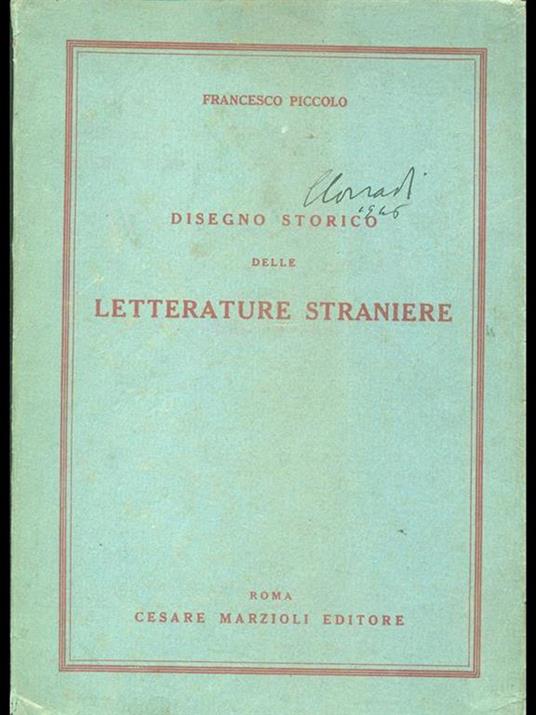 FRANCESCO PICCOLO
Corradi
1946
DISEGNO STORICO
DELLE
LETTERATURE STRANIERE
ROMA
CESARE MARZIOLI EDITORE